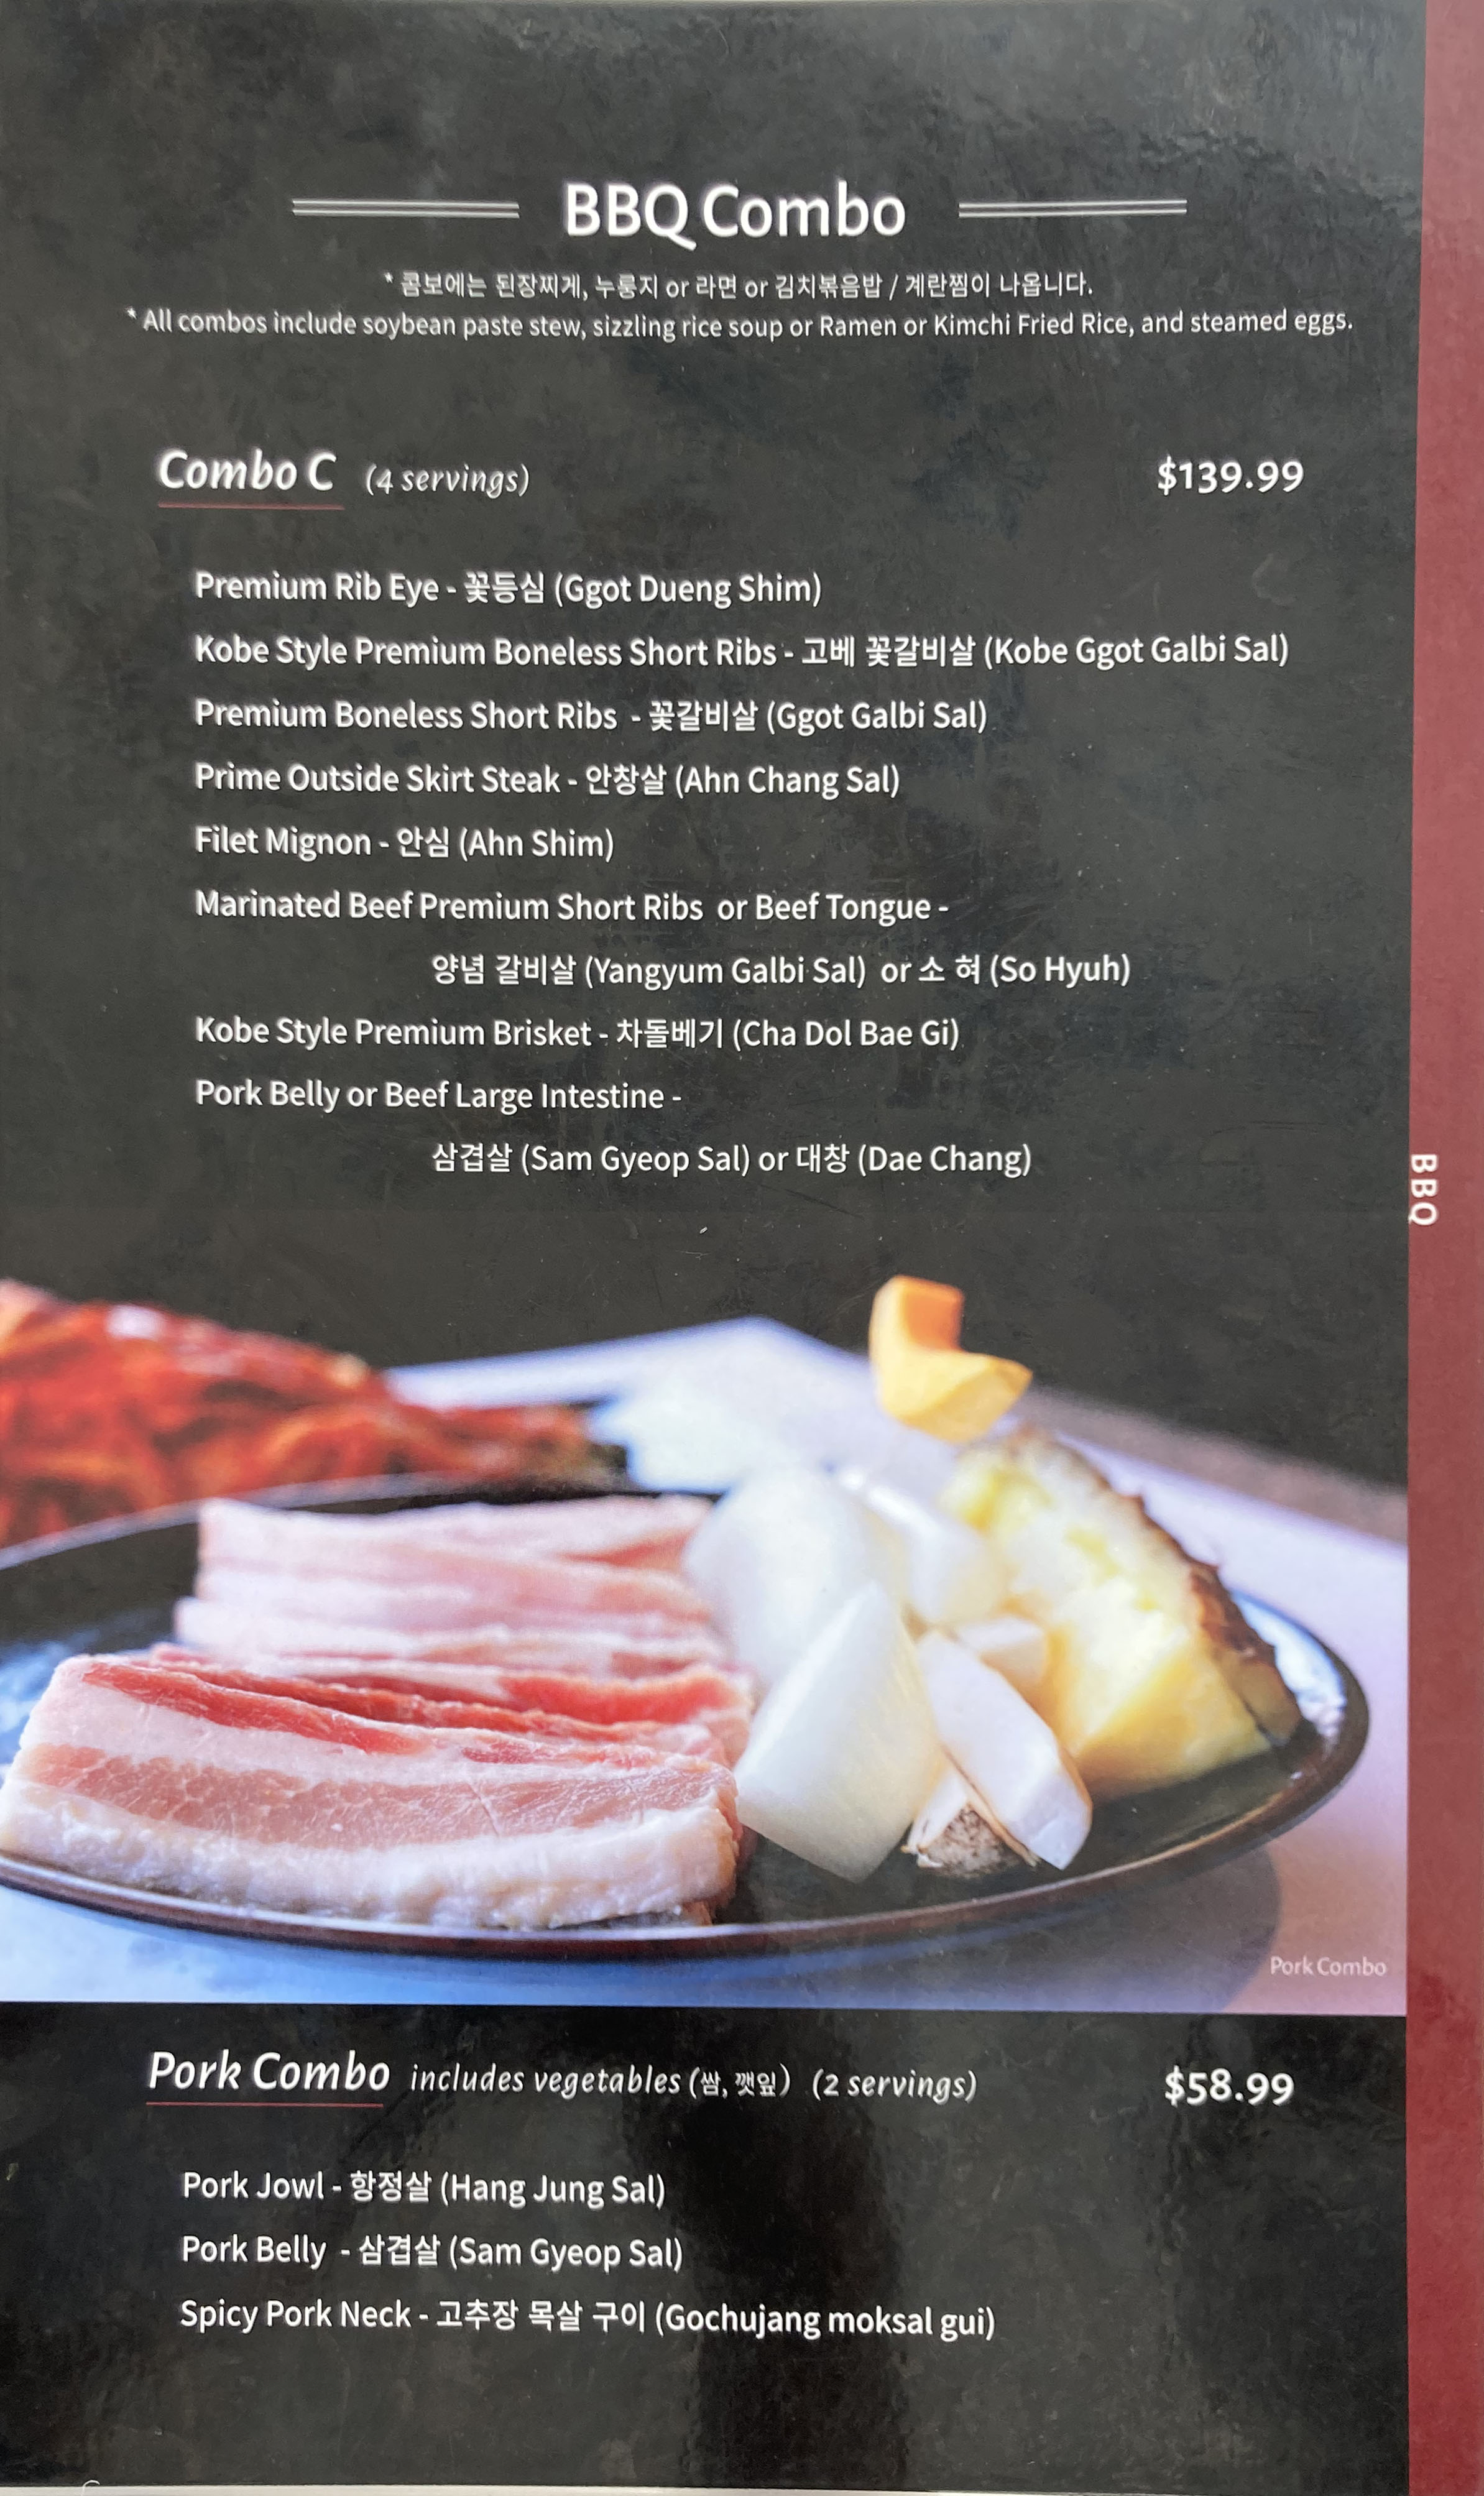 BBQ Combo
* 콤보에는 된장찌게, 누룽지 or 라면 or 김치볶음밥 / 계란찜이 나옵니다.
* All combos include soybean paste stew, sizzling rice soup or Ramen or Kimchi Fried Rice, and steamed eggs.
Combo C (4 servings) $139.99
Premium Rib Eye - 꽃등심 (Ggot Dueng Shim)
Kobe Style Premium Boneless Short Ribs - 고베 꽃갈비살 (Kobe Ggot Galbi Sal)
Premium Boneless Short Ribs - 꽃갈비살 (Ggot Galbi Sal)
Prime Outside Skirt Steak - 안창살 (Ahn Chang Sal)
Filet Mignon - 안심 (Ahn Shim)
Marinated Beef Premium Short Ribs or Beef Tongue -
양념 갈비살 (Yangyum Galbi Sal) or 소 혀 (So Hyuh)
Kobe Style Premium Brisket - 차돌베기 (Cha Dol Bae Gi)
Pork Belly or Beef Large Intestine -
삼겹살 (Sam Gyeop Sal) or 대창 (Dae Chang)
BBQ
Pork Combo
Pork Combo includes vegetables (쌈, 깻잎) (2 servings) $58.99
Pork Jowl - 항정살 (Hang Jung Sal)
Pork Belly - 삼겹살 (Sam Gyeop Sal)
Spicy Pork Neck - 고추장 목살 구이 (Gochujang moksal gui)